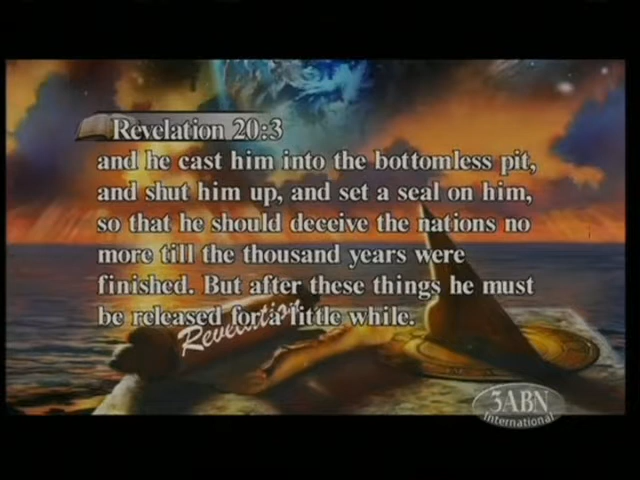 Revelation 20:3
and he cast him into the bottomless pit,
and shut him up, and set a seal on him,
so that he should deceive the nations no
more till the thousand years were
finished. But after these things he must
be released for a little while.
Revelation
3ABN
International